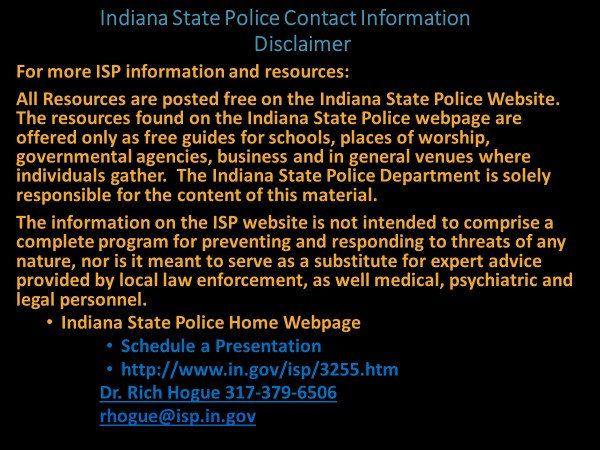 Indiana State Police Contact Information
Disclaimer
For more ISP information and resources:
All Resources are posted free on the Indiana State Police Website.
The resources found on the Indiana State Police webpage are
offered only as free guides for schools, places of worship,
governmental agencies, business and in general venues where
individuals gather.  The Indiana State Police Department is solely
responsible for the content of this material.
The information on the ISP website is not intended to comprise a
complete program for preventing and responding to threats of any
nature, nor is it meant to serve as a substitute for expert advice
provided by local law enforcement, as well medical, psychiatric and
legal personnel.
• Indiana State Police Home Webpage
• Schedule a Presentation
• http://www.in.gov/isp/3255.htm
Dr. Rich Hogue 317-379-6506
rhogue@isp.in.gov